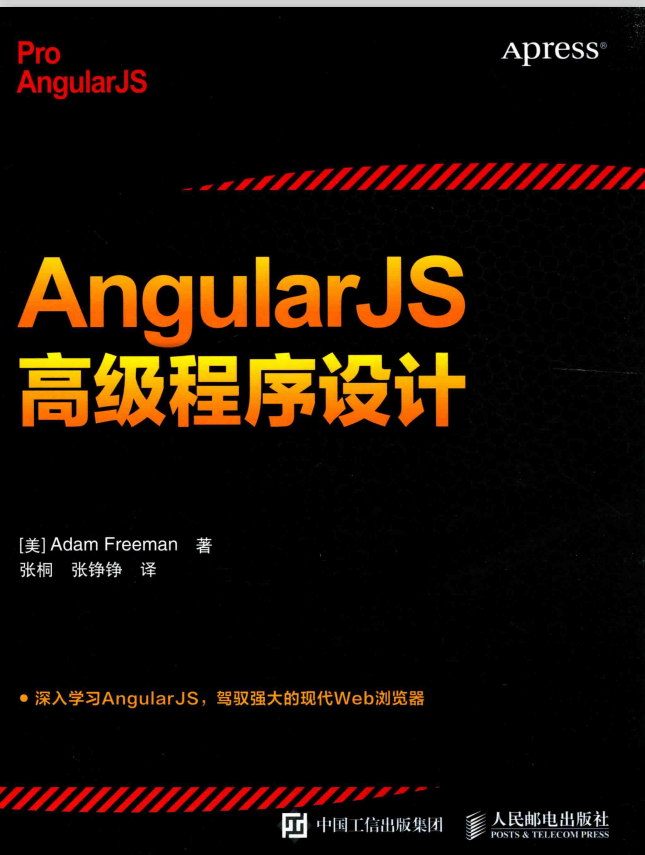 Pro
AngularJS
Apress®
AngularJS
高级程序设计
[美] Adam Freeman 著
张桐 张铮铮 译
• 深入学习AngularJS，驾驭强大的现代Web浏览器
中国工信出版集团
人民邮电出版社
POSTS & TELECOM PRESS